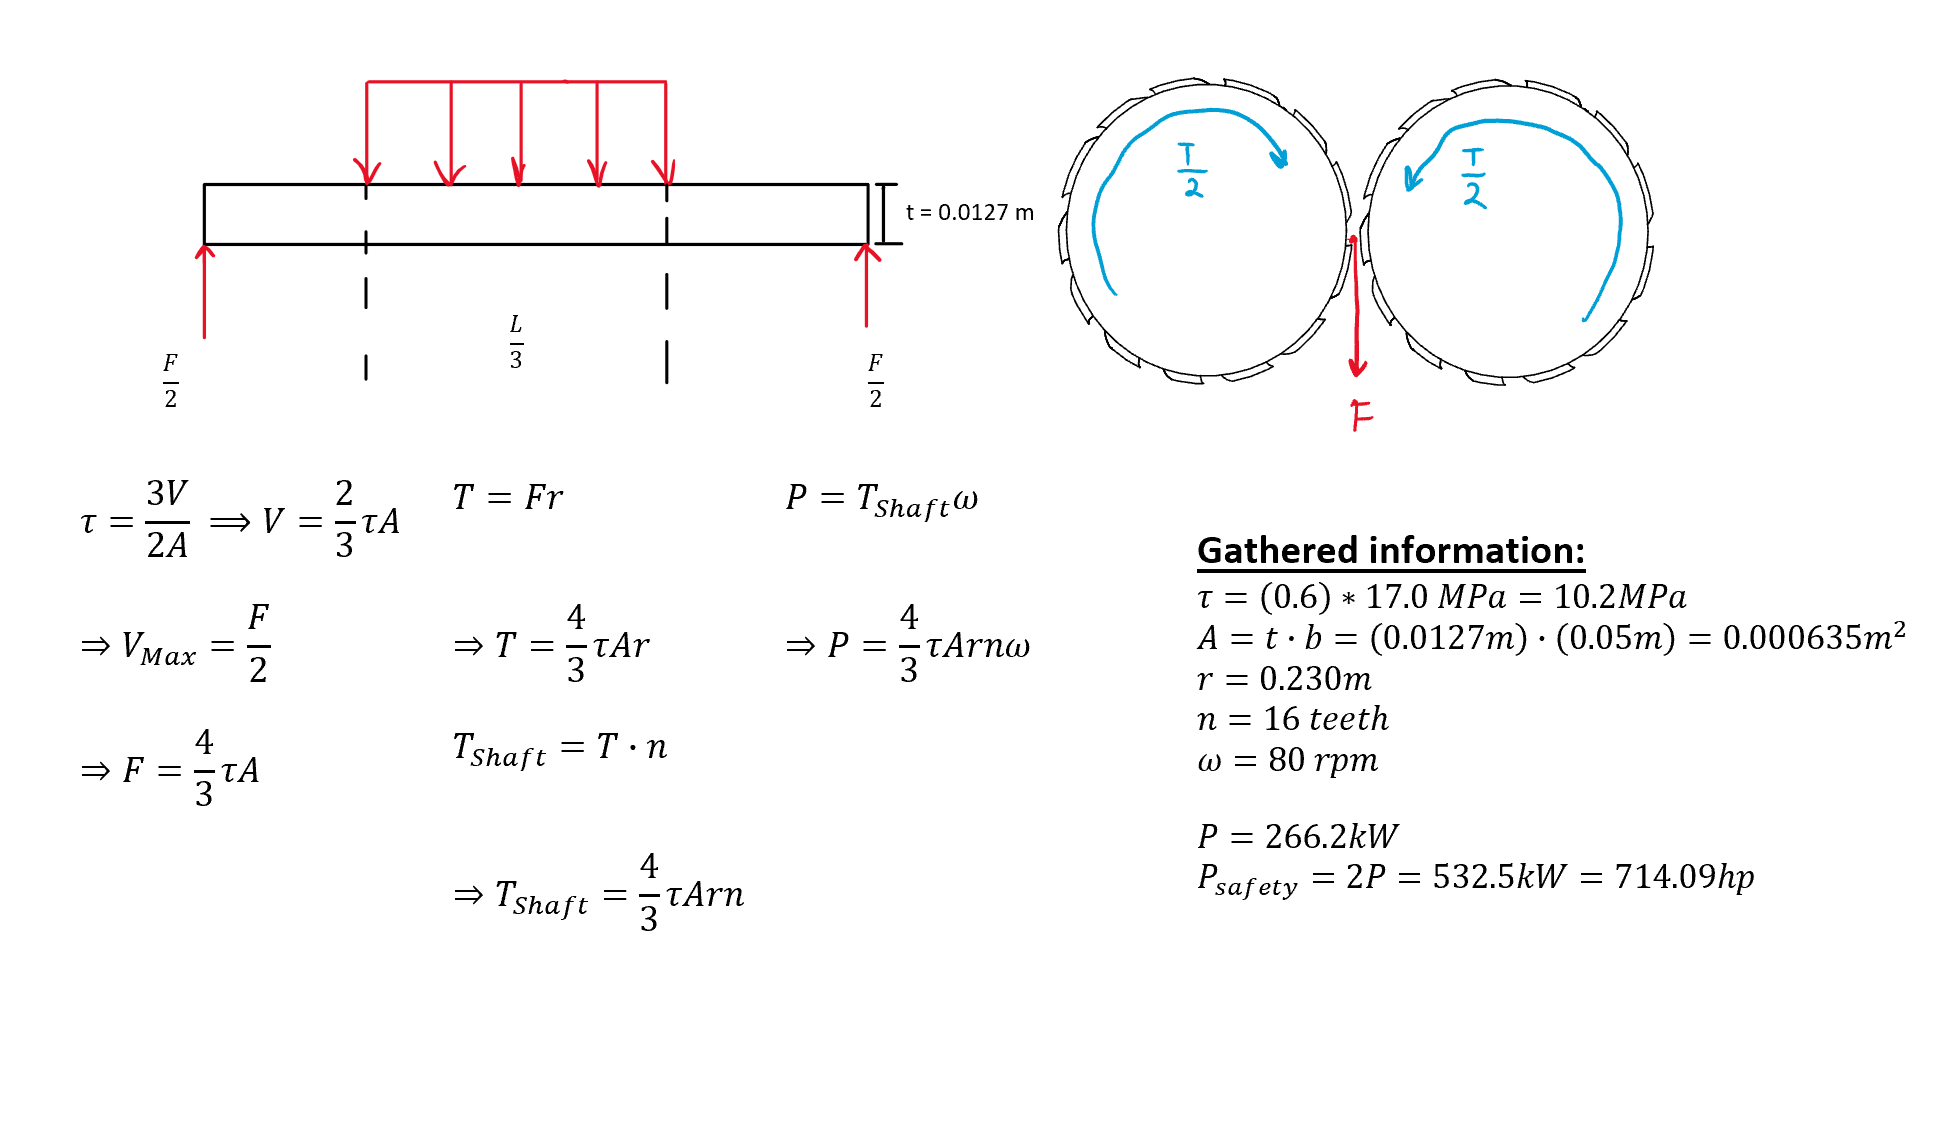 t = 0.0127 m
T/2
T/2
L/3
F/2
F/2
F
τ = 3V/2A ⟹ V = 2/3 τA
⇒ V_Max = F/2
⇒ F = 4/3 τA
T = Fr
⇒ T = 4/3 τAr
T_Shaft = T · n
⇒ T_Shaft = 4/3 τArn
P = T_Shaft ω
⇒ P = 4/3 τArnω
Gathered information:
τ = (0.6) ∗ 17.0 MPa = 10.2MPa
A = t · b = (0.0127m) · (0.05m) = 0.000635m²
r = 0.230m
n = 16 teeth
ω = 80 rpm
P = 266.2kW
P_safety = 2P = 532.5kW = 714.09hp